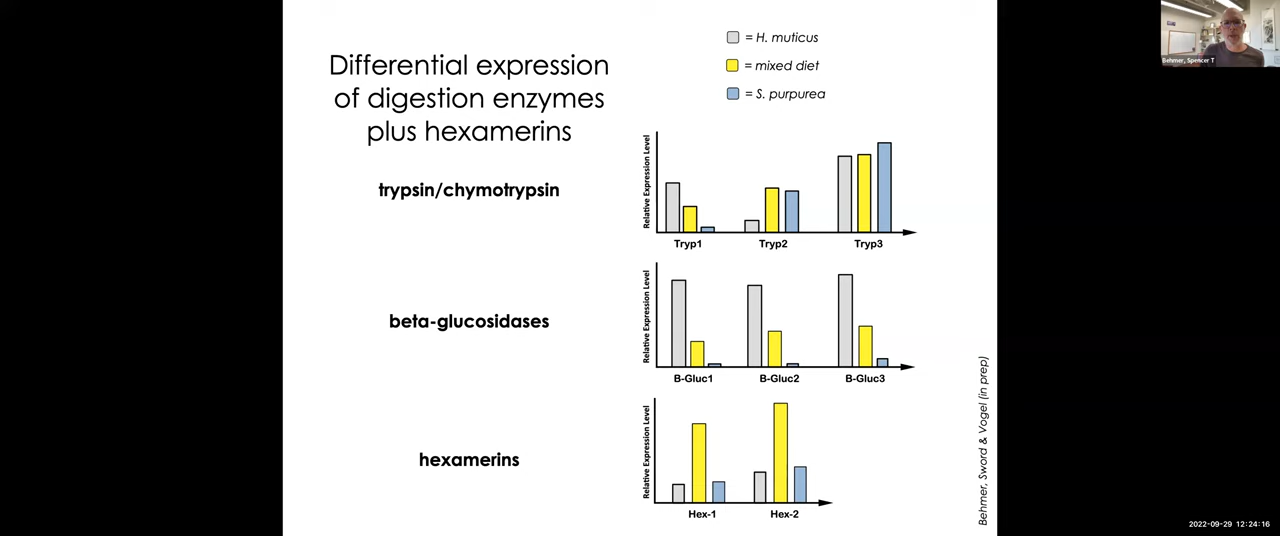 Differential expression
of digestion enzymes
plus hexamerins
= H. muticus
= mixed diet
= S. purpurea
Behmer, Spencer T
trypsin/chymotrypsin
Relative Expression Level
Tryp1
Tryp2
Tryp3
beta-glucosidases
Relative Expression Level
B-Gluc1
B-Gluc2
B-Gluc3
hexamerins
Relative Expression Level
Hex-1
Hex-2
Behmer, Sword & Vogel (in prep)
2022-09-29 12:24:16